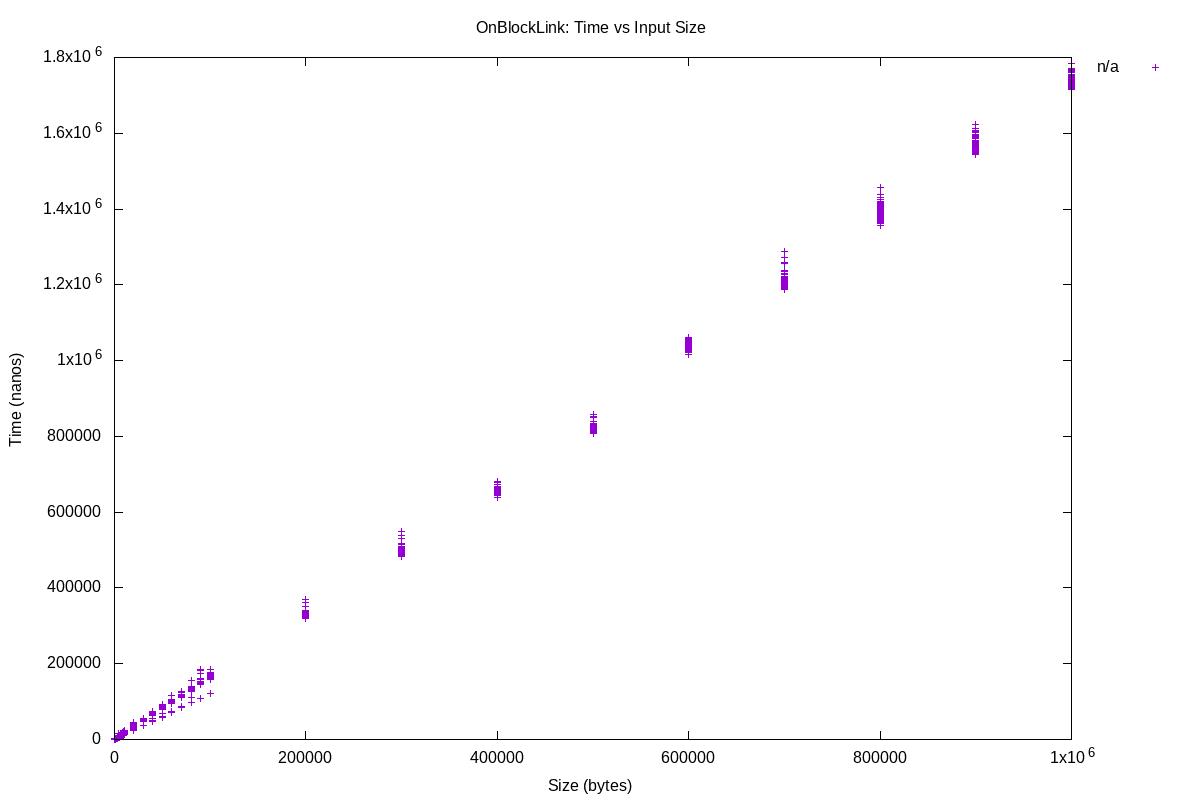 OnBlockLink: Time vs Input Size
1.8x10 6
n/a
1.6x10 6
1.4x10 6
1.2x10 6
1x10 6
800000
600000
400000
200000
0
Time (nanos)
0 200000 400000 600000 800000 1x10 6
Size (bytes)